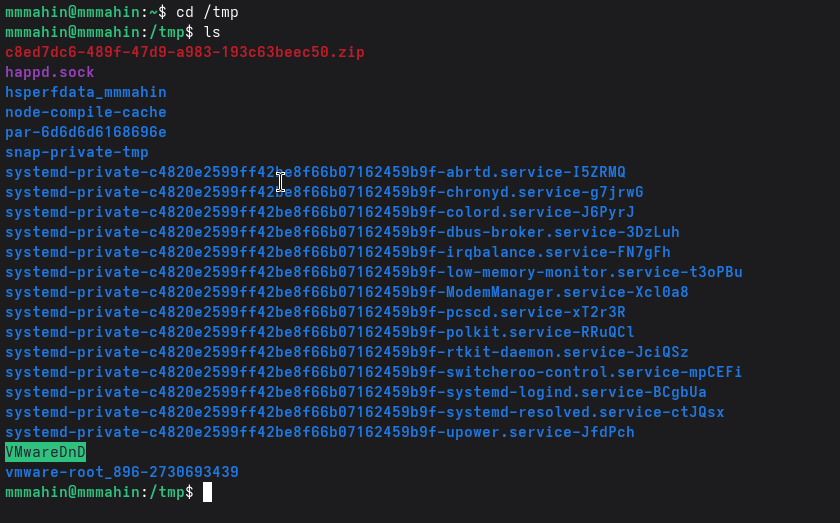 mmmahin@mmmahin:~$ cd /tmp
mmmahin@mmmahin:/tmp$ ls
c8ed7dc6-489f-47d9-a983-193c63beec50.zip
happd.sock
hsperfdata_mmmahin
node-compile-cache
par-6d6d6d6168696e
snap-private-tmp
systemd-private-c4820e2599ff42be8f66b07162459b9f-abrtd.service-I5ZRMQ
systemd-private-c4820e2599ff42be8f66b07162459b9f-chronyd.service-g7jrwG
systemd-private-c4820e2599ff42be8f66b07162459b9f-colord.service-J6PyrJ
systemd-private-c4820e2599ff42be8f66b07162459b9f-dbus-broker.service-3DzLuh
systemd-private-c4820e2599ff42be8f66b07162459b9f-irqbalance.service-FN7gFh
systemd-private-c4820e2599ff42be8f66b07162459b9f-low-memory-monitor.service-t3oPBu
systemd-private-c4820e2599ff42be8f66b07162459b9f-ModemManager.service-Xcl0a8
systemd-private-c4820e2599ff42be8f66b07162459b9f-pcscd.service-xT2r3R
systemd-private-c4820e2599ff42be8f66b07162459b9f-polkit.service-RRuQCl
systemd-private-c4820e2599ff42be8f66b07162459b9f-rtkit-daemon.service-JciQSz
systemd-private-c4820e2599ff42be8f66b07162459b9f-switcheroo-control.service-mpCEFi
systemd-private-c4820e2599ff42be8f66b07162459b9f-systemd-logind.service-BCgbUa
systemd-private-c4820e2599ff42be8f66b07162459b9f-systemd-resolved.service-ctJQsx
systemd-private-c4820e2599ff42be8f66b07162459b9f-upower.service-JfdPch
VMwareDnD
vmware-root_896-2730693439
mmmahin@mmmahin:/tmp$